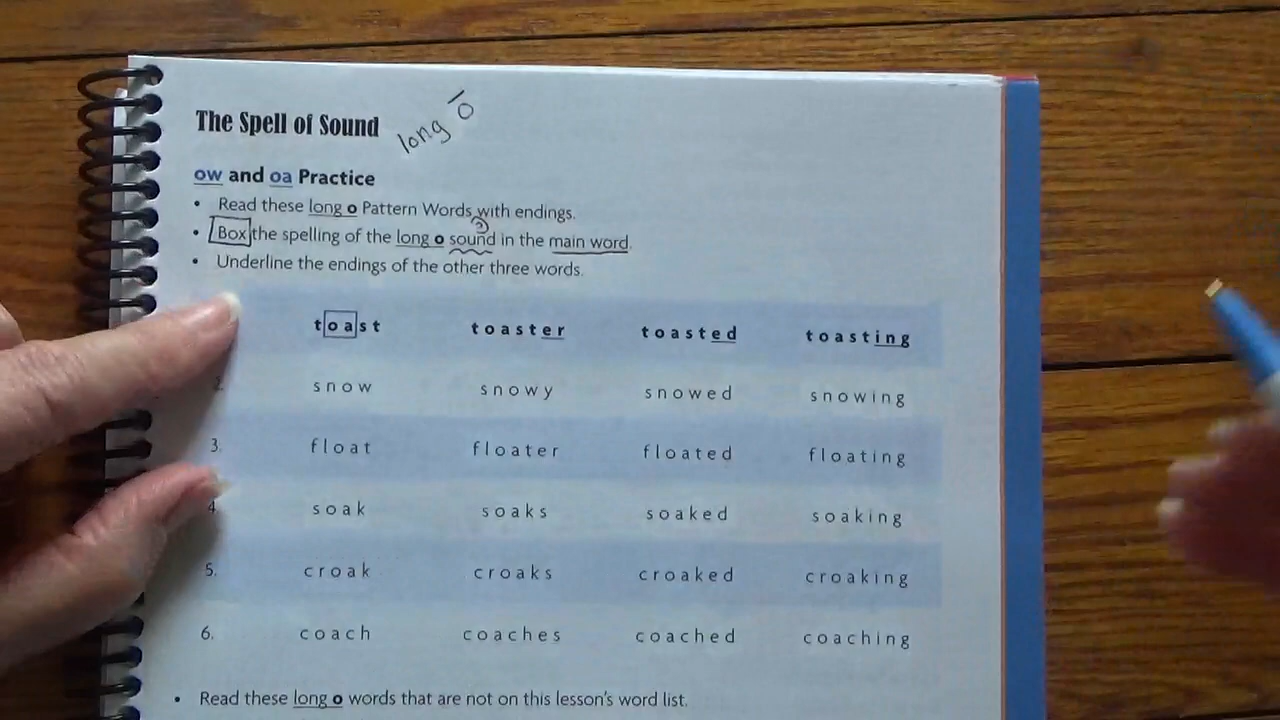 The Spell of Sound
long ō
ow and oa Practice
• Read these long o Pattern Words with endings.
• Box the spelling of the long o sound in the main word.
• Underline the endings of the other three words.
toast toaster toasted toasting
2. snow snowy snowed snowing
3. float floater floated floating
4 soak soaks soaked soaking
5. croak croaks croaked croaking
6. coach coaches coached coaching
• Read these long o words that are not on this lesson's word list.